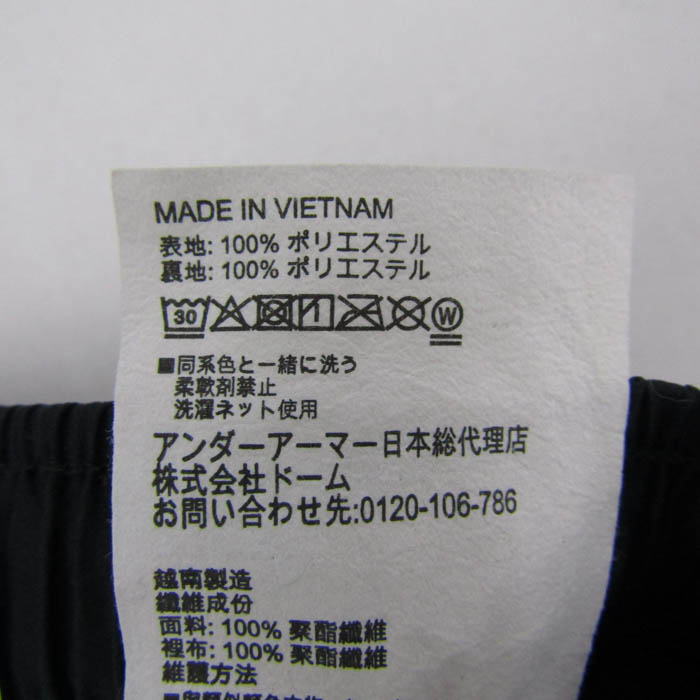 MADE IN VIETNAM
表地: 100% ポリエステル
裏地: 100% ポリエステル
30 W
■同系色と一緒に洗う
柔軟剤禁止
洗濯ネット使用
アンダーアーマー日本総代理店
株式会社ドーム
お問い合わせ先:0120-106-786
越南製造
纖維成份
面料: 100% 聚酯纖維
裡布: 100% 聚酯纖維
維護方法